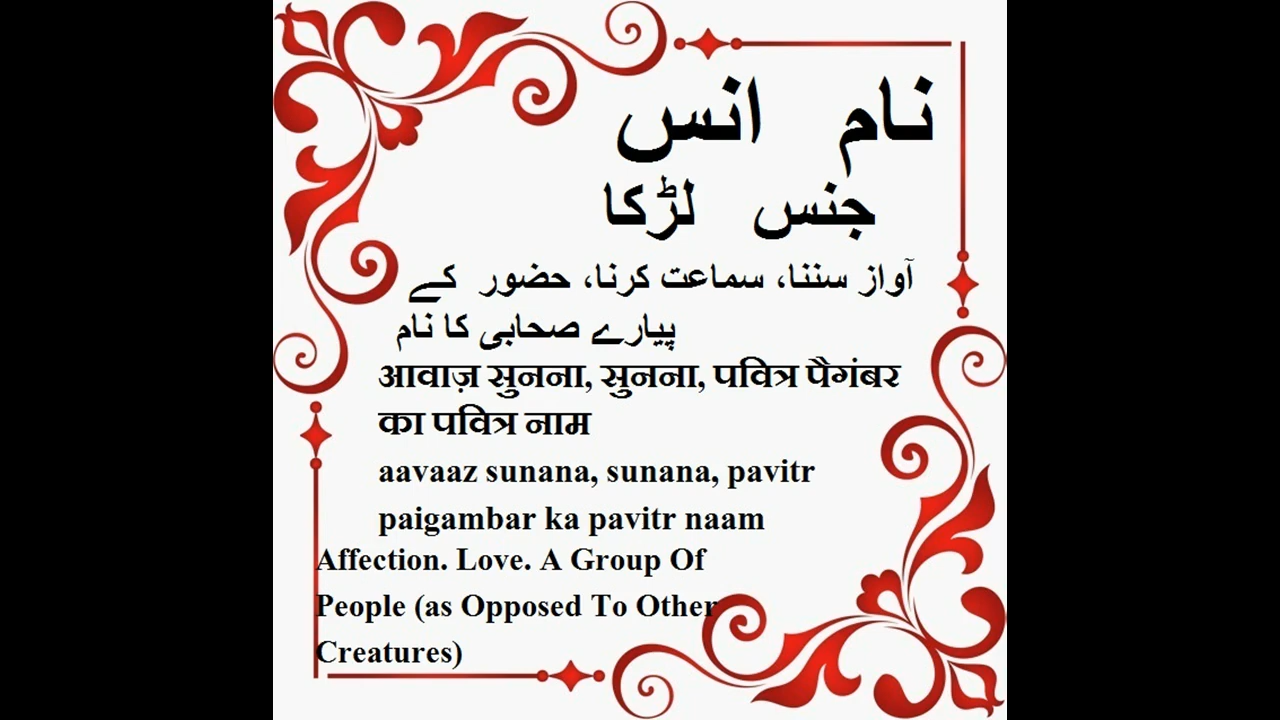 نام انس
جنس لڑکا
آواز سننا، سماعت کرنا، حضور کے
پیارے صحابی کا نام
आवाज़ सुनना, सुनना, पवित्र पैगंबर
का पवित्र नाम
aavaaz sunana, sunana, pavitr
paigambar ka pavitr naam
Affection. Love. A Group Of
People (as Opposed To Other
Creatures)